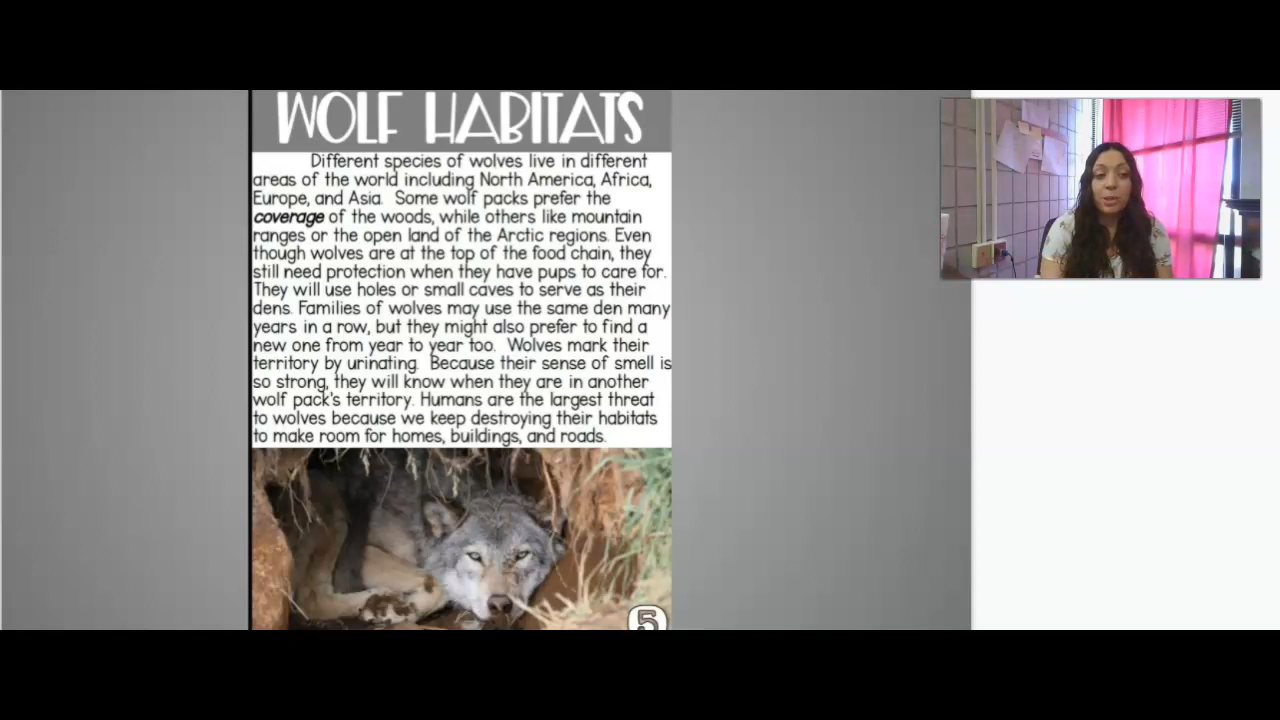 WOLF HABITATS
Different species of wolves live in different
areas of the world including North America, Africa,
Europe, and Asia. Some wolf packs prefer the
coverage of the woods, while others like mountain
ranges or the open land of the Arctic regions. Even
though wolves are at the top of the food chain, they
still need protection when they have pups to care for.
They will use holes or small caves to serve as their
dens. Families of wolves may use the same den many
years in a row, but they might also prefer to find a
new one from year to year too. Wolves mark their
territory by urinating. Because their sense of smell is
so strong, they will know when they are in another
wolf pack's territory. Humans are the largest threat
to wolves because we keep destroying their habitats
to make room for homes, buildings, and roads.
5